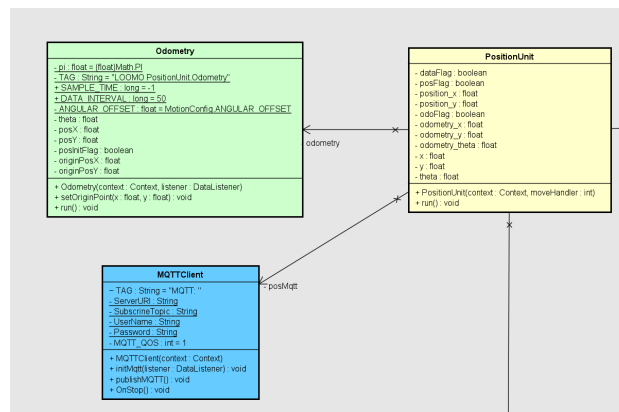 Odometry
- pi : float = (float)Math.PI
- TAG : String = "LOOMO PositionUnit.Odometry"
+ SAMPLE_TIME : long = -1
+ DATA_INTERVAL : long = 50
- ANGULAR_OFFSET : float = MotionConfig.ANGULAR_OFFSET
- theta : float
- posX : float
- posY : float
- posInitFlag : boolean
- originPosX : float
- originPosY : float
+ Odometry(context : Context, listener : DataListener)
+ setOriginPoint(x : float, y : float) : void
+ run() : void
PositionUnit
- dataFlag : boolean
- posFlag : boolean
- position_x : float
- position_y : float
- odoFlag : boolean
- odometry_x : float
- odometry_y : float
- odometry_theta : float
- x : float
- y : float
- theta : float
+ PositionUnit(context : Context, moveHandler : int)
+ run() : void
odometry
- posMqtt
MQTTClient
~ TAG : String = "MQTT: "
- ServerURI : String
- SubscrineTopic : String
- UserName : String
- Password : String
- MQTT_QOS : int = 1
+ MQTTClient(context : Context)
+ initMqtt(listener : DataListener) : void
+ publishMQTT() : void
+ OnStop() : void